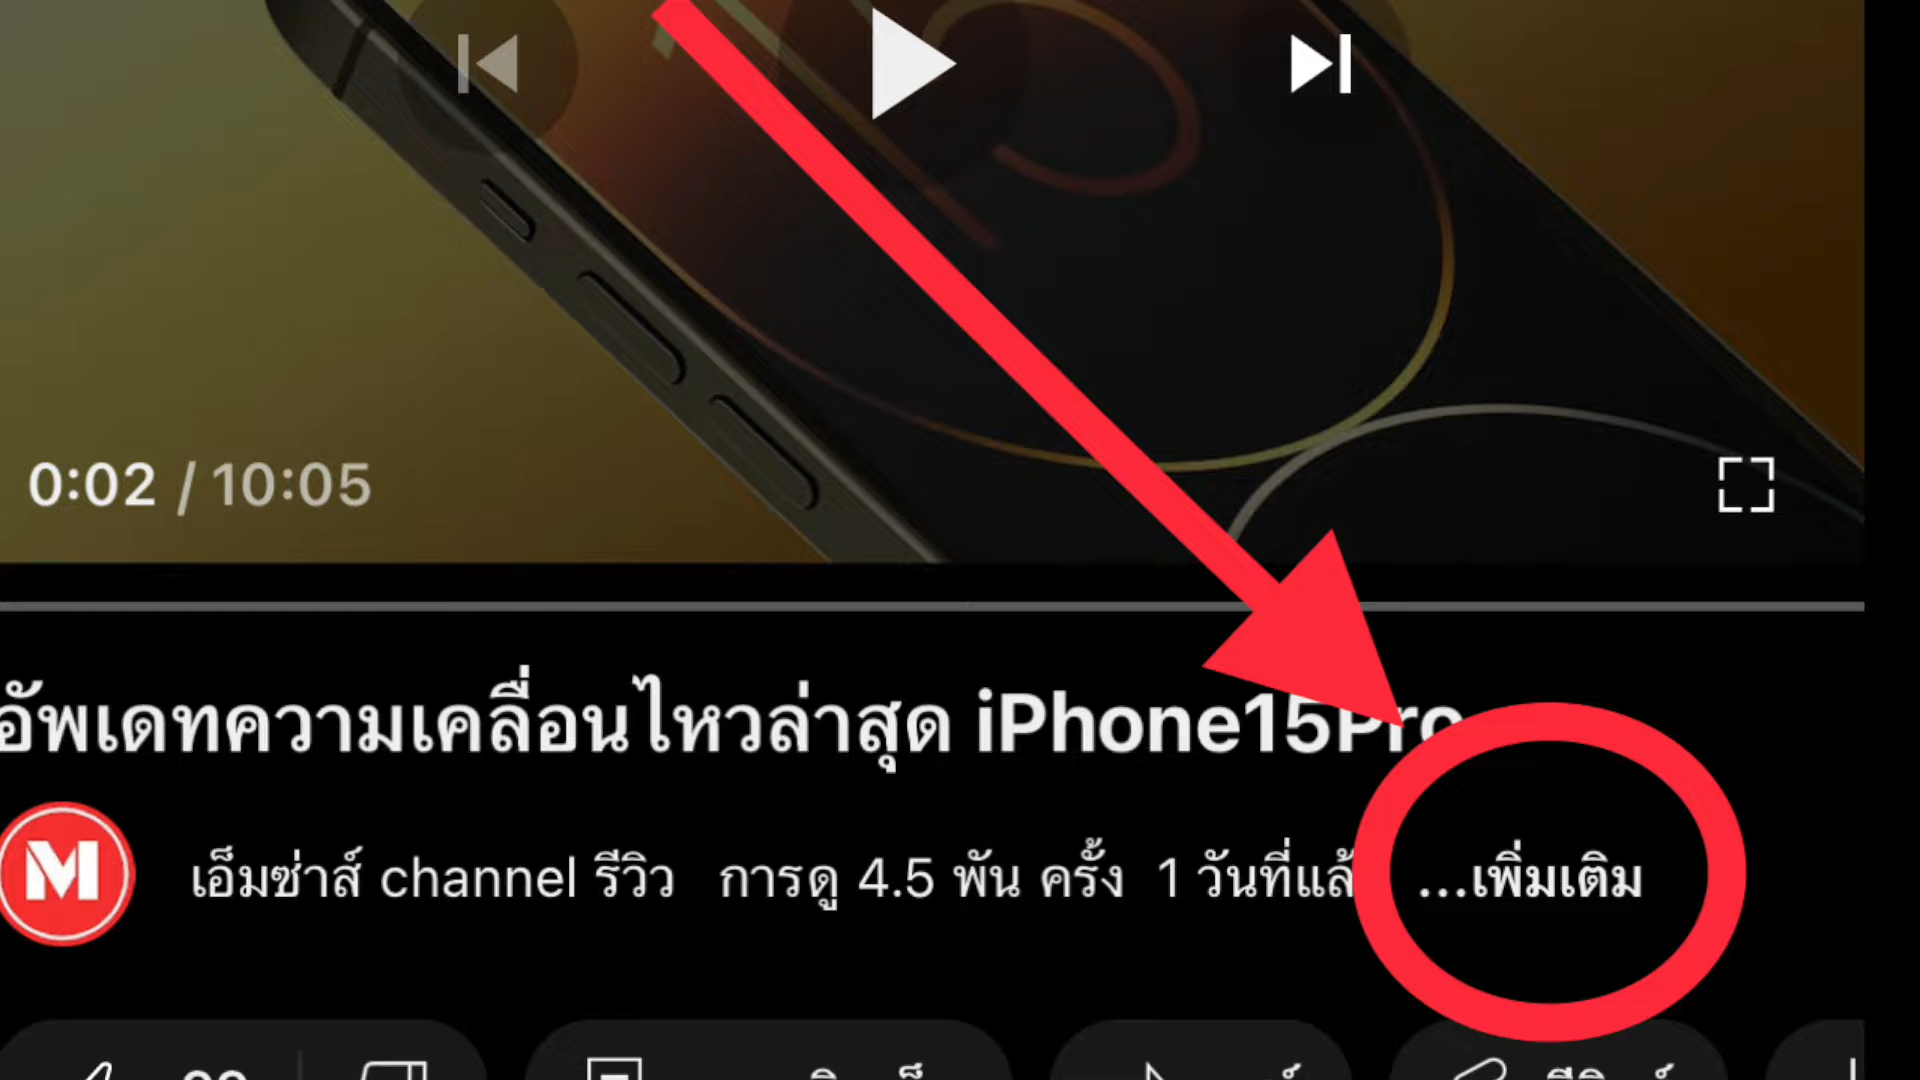 0:02 / 10:05
อัพเดทความเคลื่อนไหวล่าสุด iPhone15Pro
M
เอ็มซ่าส์ channel รีวิว การดู 4.5 พัน ครั้ง 1 วันที่แล้ ...เพิ่มเติม